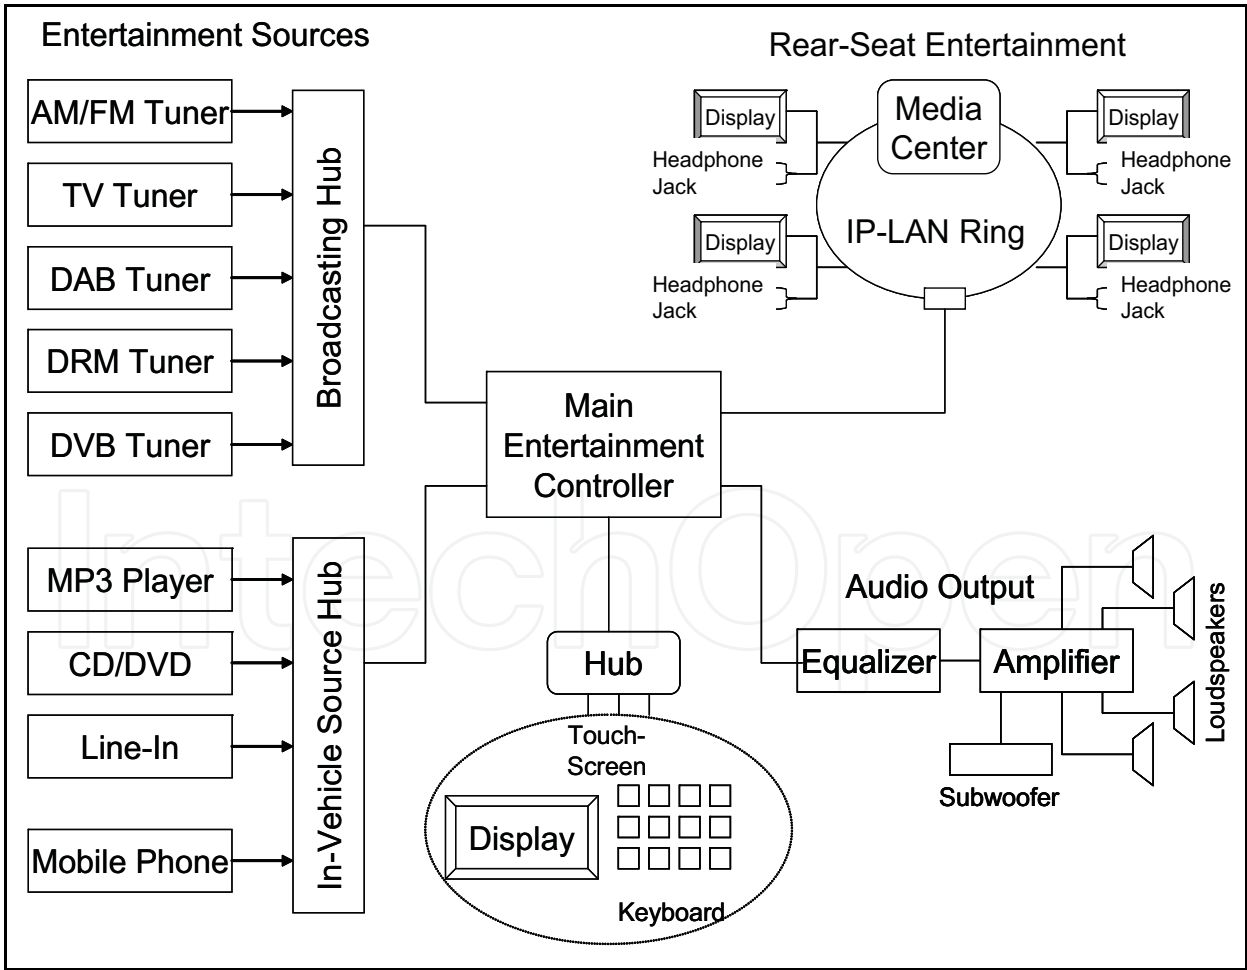 Entertainment Sources
AM/FM Tuner
TV Tuner
DAB Tuner
DRM Tuner
DVB Tuner
Broadcasting Hub
MP3 Player
CD/DVD
Line-In
Mobile Phone
In-Vehicle Source Hub
Main
Entertainment
Controller
Hub
Touch-
Screen
Display
Keyboard
Rear-Seat Entertainment
Media
Center
IP-LAN Ring
Display
Headphone
Jack
Display
Headphone
Jack
Display
Headphone
Jack
Display
Headphone
Jack
Audio Output
Equalizer
Amplifier
Subwoofer
Loudspeakers
IntechOpen